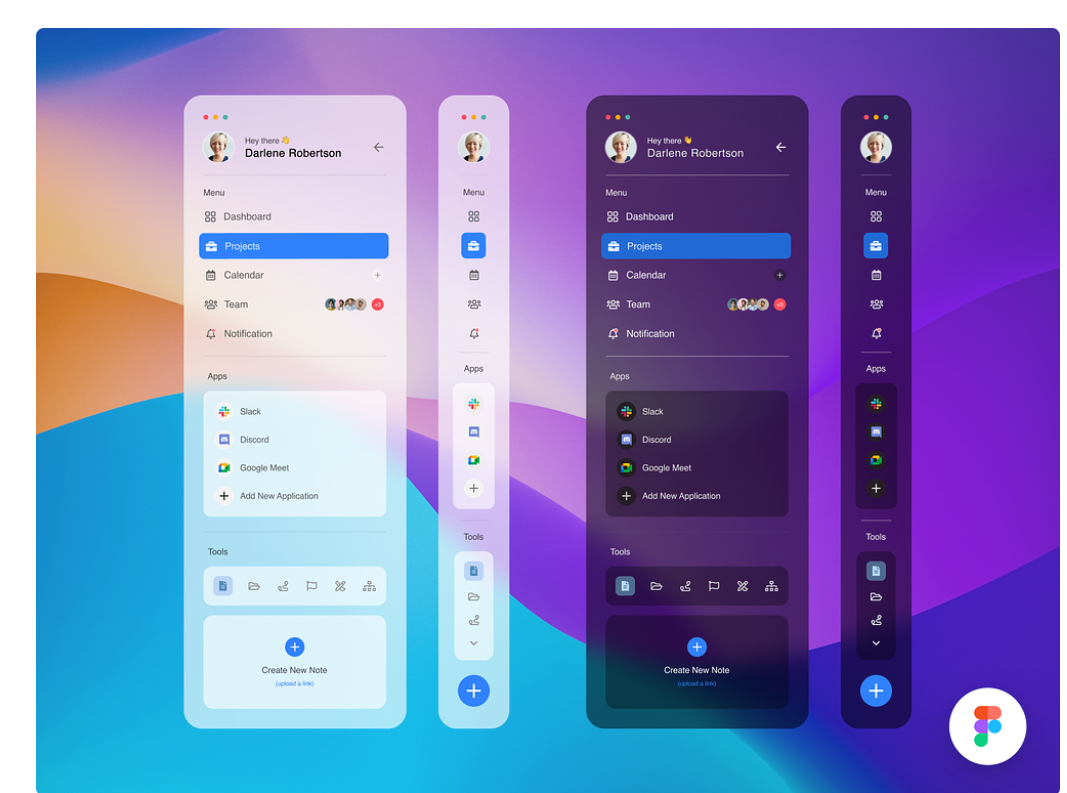 Hey there 👋
Darlene Robertson
Menu
Dashboard
Projects
Calendar
Team
+3
Notification
Apps
Slack
Discord
Google Meet
Add New Application
Tools
Create New Note
(upload a link)
Menu
Apps
Tools
Hey there 👋
Darlene Robertson
Menu
Dashboard
Projects
Calendar
Team
+3
Notification
Apps
Slack
Discord
Google Meet
Add New Application
Tools
Create New Note
(upload a link)
Menu
Apps
Tools